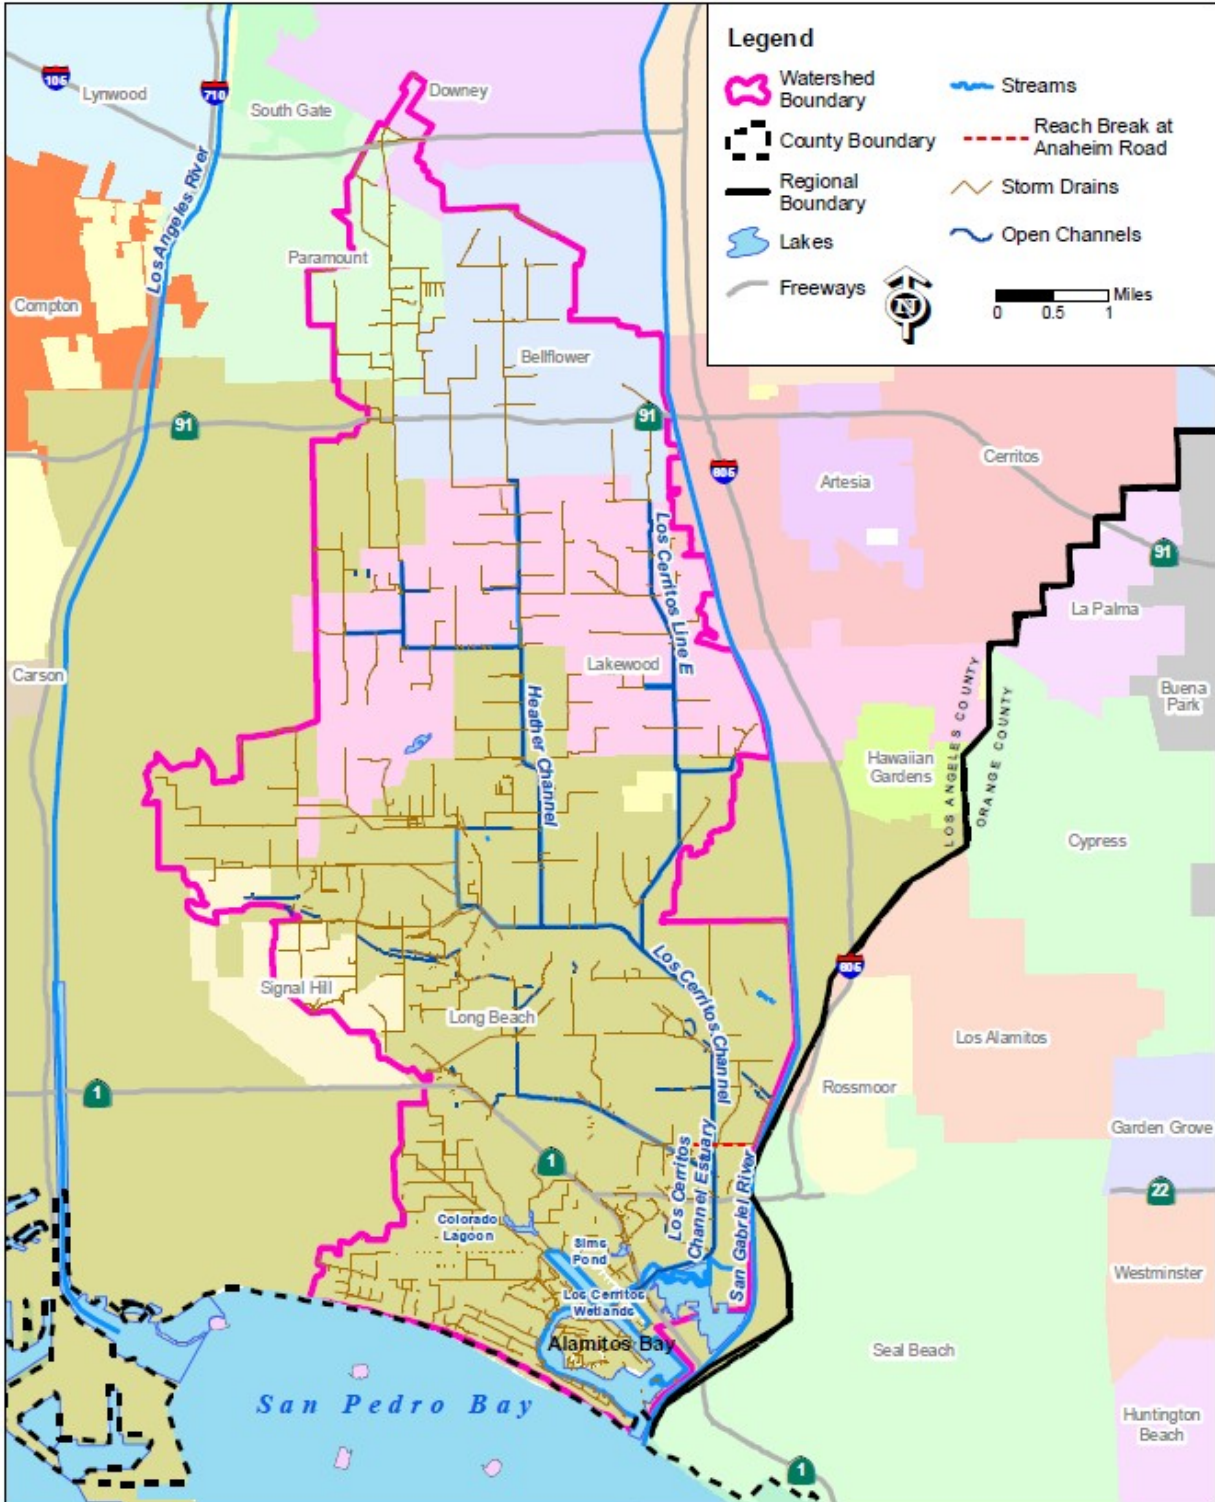 Legend
Watershed
Boundary
Streams
County Boundary
Reach Break at
Anaheim Road
Regional
Boundary
Storm Drains
Lakes
Open Channels
Freeways
N
Miles
0 0.5 1
105
Lynwood
710
South Gate
Downey
Los Angeles River
Paramount
Compton
Bellflower
91
91
605
Cerritos
Artesia
91
La Palma
Los Cerritos Line E
Carson
Lakewood
Heather Channel
Buena
Park
Hawaiian
Gardens
LOS ANGELES COUNTY
ORANGE COUNTY
Cypress
605
Signal Hill
Long Beach
Los Cerritos Channel
Los Alamitos
1
Rossmoor
Garden Grove
1
22
Los Cerritos
Channel Estuary
San Gabriel River
Colorado
Lagoon
Sims
Pond
Westminster
Los Cerritos
Wetlands
Alamitos Bay
Seal Beach
San Pedro Bay
Huntington
Beach
1